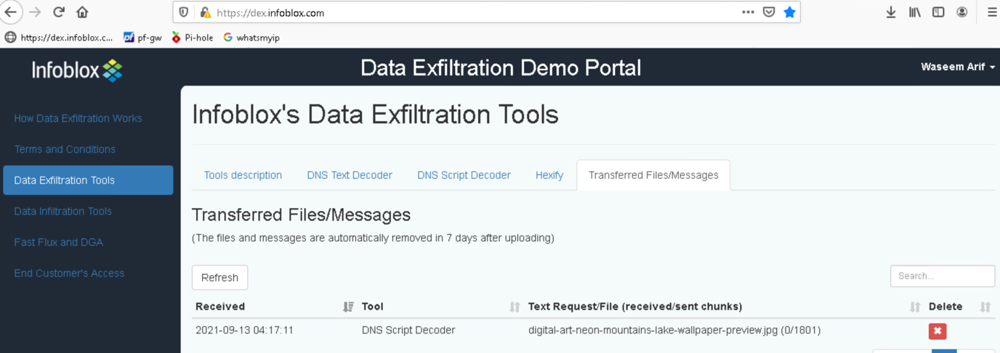 https://dex.infoblox.com
https://dex.infoblox.c... pf-gw Pi-hole whatsmyip
Infoblox Data Exfiltration Demo Portal Waseem Arif
How Data Exfiltration Works
Terms and Conditions
Data Exfiltration Tools
Data Infiltration Tools
Fast Flux and DGA
End Customer's Access
Infoblox's Data Exfiltration Tools
Tools description DNS Text Decoder DNS Script Decoder Hexify Transferred Files/Messages
Transferred Files/Messages
(The files and messages are automatically removed in 7 days after uploading)
Refresh Search...
Received Tool Text Request/File (received/sent chunks) Delete
2021-09-13 04:17:11 DNS Script Decoder digital-art-neon-mountains-lake-wallpaper-preview.jpg (0/1801)